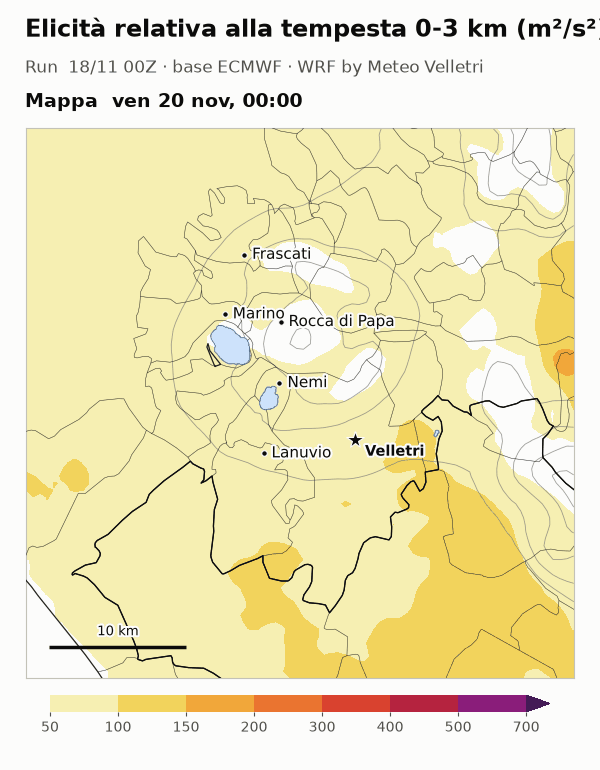 Elicità relativa alla tempesta 0-3 km (m²/s²)
Run  18/11 00Z · base ECMWF · WRF by Meteo Velletri
Mappa  ven 20 nov, 00:00
Frascati
Marino
Rocca di Papa
Nemi
Lanuvio
Velletri
10 km
50 100 150 200 300 400 500 700